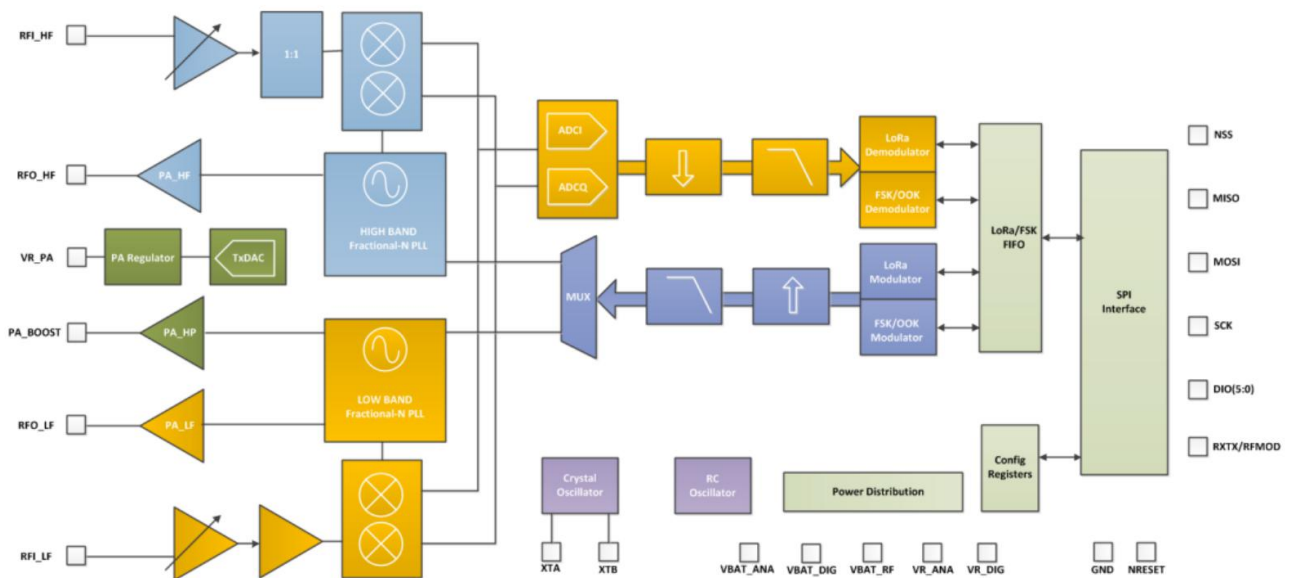 RFI_HF
1:1
ADCI
ADCQ
LoRa
Demodulator
FSK/OOK
Demodulator
NSS
RFO_HF
PA_HF
HIGH BAND
Fractional-N PLL
MISO
LoRa/FSK
FIFO
VR_PA
PA Regulator
TxDAC
MUX
LoRa
Modulator
FSK/OOK
Modulator
MOSI
SPI
Interface
SCK
PA_BOOST
PA_HP
DIO(5:0)
RFO_LF
PA_LF
LOW BAND
Fractional-N PLL
RXTX/RFMOD
Crystal
Oscillator
RC
Oscillator
Power Distribution
Config
Registers
RFI_LF
XTA
XTB
VBAT_ANA
VBAT_DIG
VBAT_RF
VR_ANA
VR_DIG
GND
NRESET